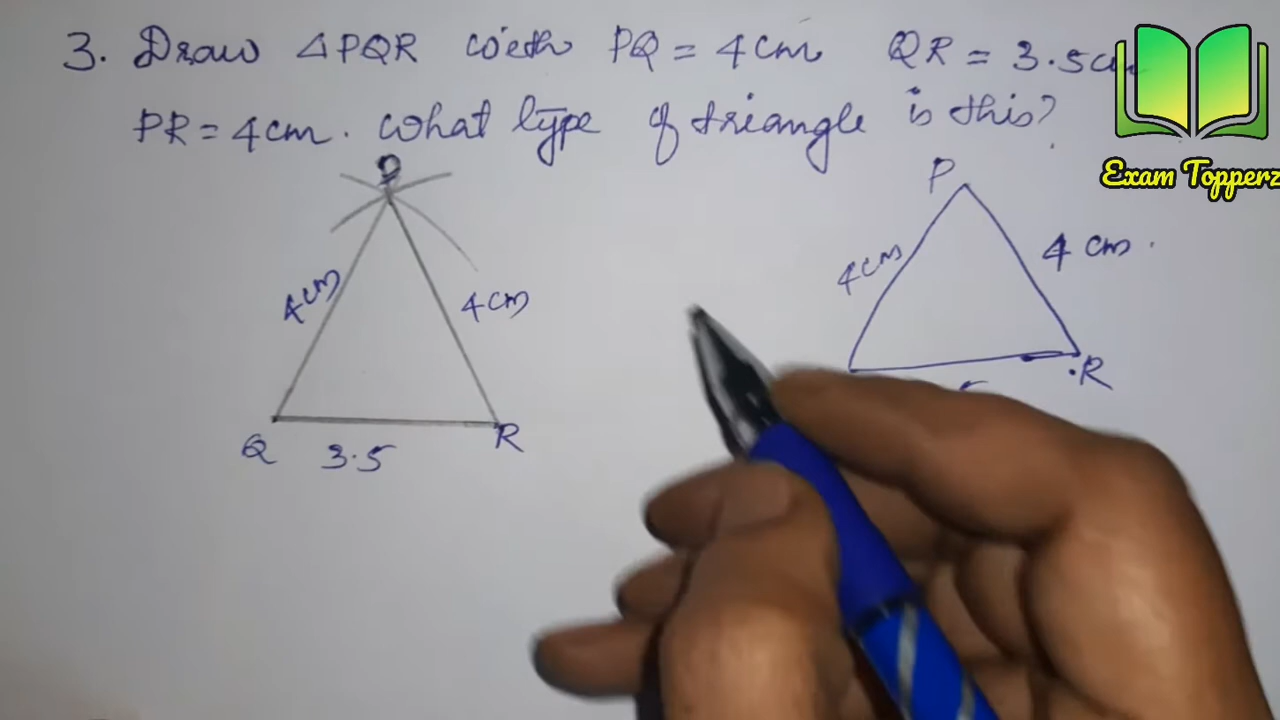 3. Draw △PQR with PQ = 4cm QR = 3.5cm
PR = 4cm. What type of triangle is this?
Exam Topperz
P
4cm
4cm
Q
3.5
R
P
4cm
4 cm.
R